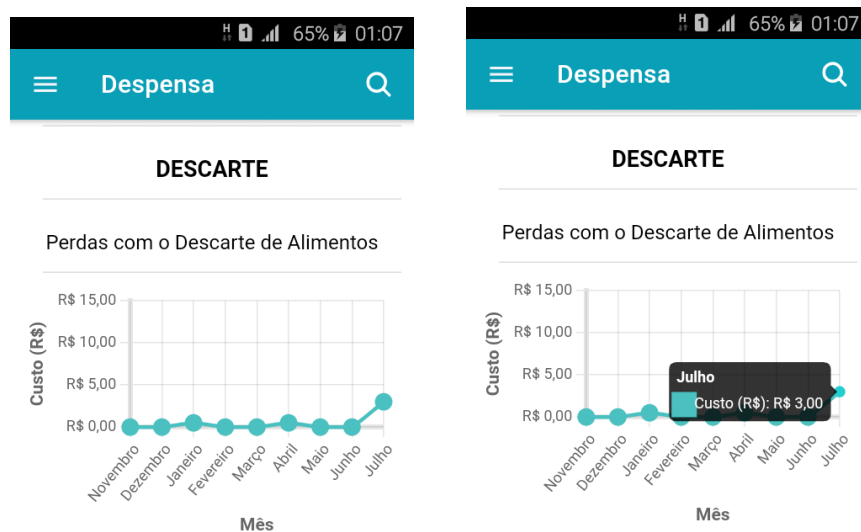 H 1 65% 01:07
Despensa
DESCARTE
Perdas com o Descarte de Alimentos
R$ 15,00
R$ 10,00
R$ 5,00
R$ 0,00
Custo (R$)
Novembro Dezembro Janeiro Fevereiro Março Abril Maio Junho Julho
Mês
H 1 65% 01:07
Despensa
DESCARTE
Perdas com o Descarte de Alimentos
R$ 15,00
R$ 10,00
R$ 5,00
R$ 0,00
Custo (R$)
Julho
Custo (R$): R$ 3,00
Novembro Dezembro Janeiro Fevereiro Março Abril Maio Junho Julho
Mês